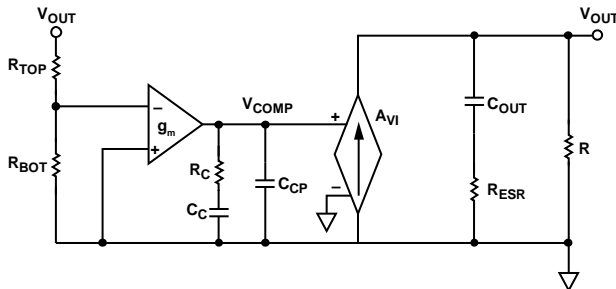 VOUT
VOUT
RTOP
−
gm
+
VCOMP
+
AVI
−
COUT
RBOT
RC
CC
CCP
RESR
R